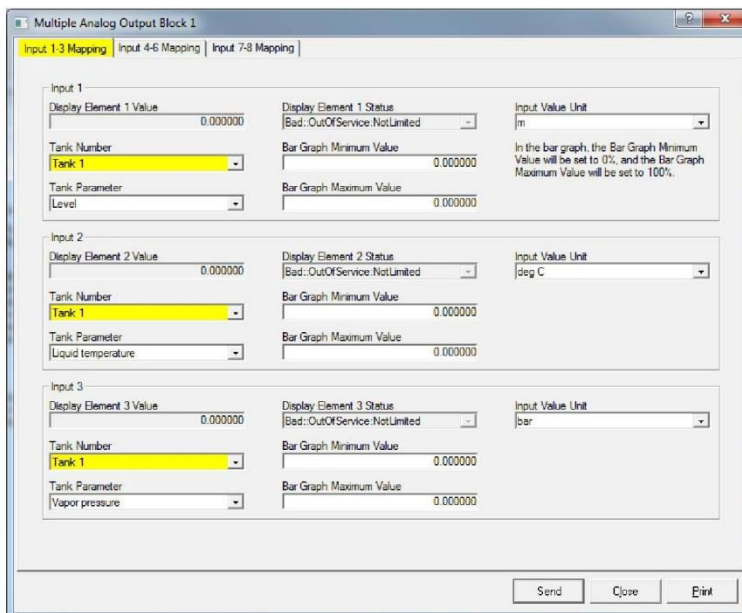 Multiple Analog Output Block 1
Input 1-3 Mapping Input 4-6 Mapping Input 7-8 Mapping
Input 1
Display Element 1 Value Display Element 1 Status Input Value Unit
0.000000 Bad::OutOfService:NotLimited m
Tank Number Bar Graph Minimum Value In the bar graph, the Bar Graph Minimum
Tank 1 0.000000 Value will be set to 0%, and the Bar Graph
Maximum Value will be set to 100%.
Tank Parameter Bar Graph Maximum Value
Level 0.000000
Input 2
Display Element 2 Value Display Element 2 Status Input Value Unit
0.000000 Bad::OutOfService:NotLimited deg C
Tank Number Bar Graph Minimum Value
Tank 1 0.000000
Tank Parameter Bar Graph Maximum Value
Liquid temperature 0.000000
Input 3
Display Element 3 Value Display Element 3 Status Input Value Unit
0.000000 Bad::OutOfService:NotLimited bar
Tank Number Bar Graph Minimum Value
Tank 1 0.000000
Tank Parameter Bar Graph Maximum Value
Vapor pressure 0.000000
Send Close Print